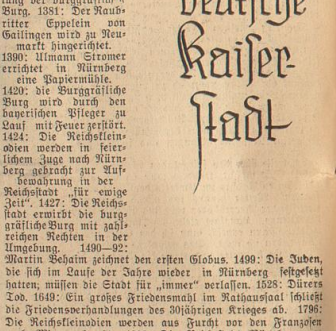 Burg. 1381: Der Raub-
ritter Eppelein von
Gailingen wird zu Neu-
markt hingerichtet.
1390: Ulmann Stromer
errichtet in Nürnberg
eine Papiermühle.
1420: die Burggräfliche
Burg wird durch den
bayerischen Pfleger zu
Lauf mit Feuer zerstört.
1424: Die Reichsklein-
odien werden in feier-
lichem Zuge nach Nürn-
berg gebracht zur Auf-
bewahrung in der
Reichsstadt „für ewige
Zeit“. 1427: Die Reichs-
stadt erwirbt die burg-
gräfliche Burg mit zahl-
reichen Rechten in der
Umgebung. 1490—92:
Martin Behaim zeichnet den ersten Globus. 1499: Die Juden,
die sich im Laufe der Jahre wieder in Nürnberg festgesetzt
hatten; müssen die Stadt für „immer“ verlassen. 1528: Dürers
Tod. 1649: Ein großes Friedensmahl im Rathaussaal schließt
die Friedensverhandlungen des 30jährigen Krieges ab. 1796:
Die Reichskleinodien werden aus Furcht vor den Franzosen
deutsche
Kaiser-
stadt